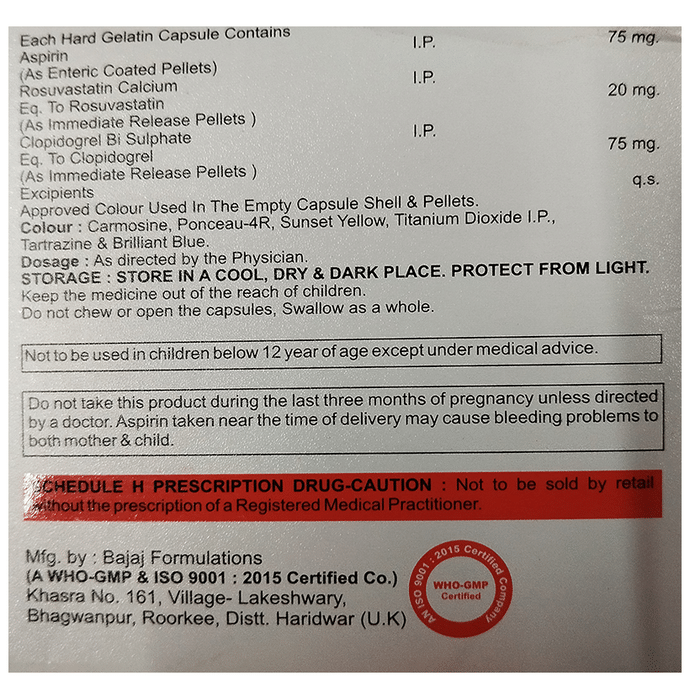 Each Hard Gelatin Capsule Contains
Aspirin I.P. 75 mg.
(As Enteric Coated Pellets)
Rosuvastatin Calcium I.P.
Eq. To Rosuvastatin 20 mg.
(As Immediate Release Pellets )
Clopidogrel Bi Sulphate I.P.
Eq. To Clopidogrel 75 mg.
(As Immediate Release Pellets )
Excipients q.s.
Approved Colour Used In The Empty Capsule Shell & Pellets.
Colour : Carmosine, Ponceau-4R, Sunset Yellow, Titanium Dioxide I.P.,
Tartrazine & Brilliant Blue.
Dosage : As directed by the Physician.
STORAGE : STORE IN A COOL, DRY & DARK PLACE. PROTECT FROM LIGHT.
Keep the medicine out of the reach of children.
Do not chew or open the capsules, Swallow as a whole.
Not to be used in children below 12 year of age except under medical advice.
Do not take this product during the last three months of pregnancy unless directed
by a doctor. Aspirin taken near the time of delivery may cause bleeding problems to
both mother & child.
SCHEDULE H PRESCRIPTION DRUG-CAUTION : Not to be sold by retail
without the prescription of a Registered Medical Practitioner.
Mfg. by : Bajaj Formulations
(A WHO-GMP & ISO 9001 : 2015 Certified Co.)
Khasra No. 161, Village- Lakeshwary,
Bhagwanpur, Roorkee, Distt. Haridwar (U.K)
AN ISO 9001 : 2015 Certified Company
WHO-GMP
Certified